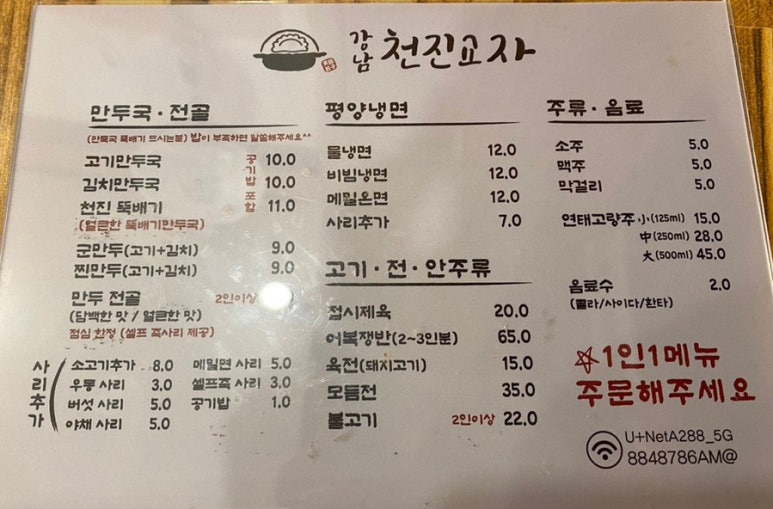 강남 천진교자
만두국 · 전골
(만둣국 뚝배기 드시는분) 밥이 부족하면 말씀해주세요^^
고기만두국 10.0
김치만두국 10.0
천진 뚝배기 11.0
공기밥포함
(얼큰한 뚝배기만두국)
군만두(고기+김치) 9.0
찐만두(고기+김치) 9.0
만두 전골 2인이상
(담백한 맛 / 얼큰한 맛)
점심 한정 (셀프 죽사리 제공)
사리추가
소고기추가 8.0 메밀면 사리 5.0
우동 사리 3.0 셀프죽 사리 3.0
버섯 사리 5.0 공기밥 1.0
야채 사리 5.0
평양냉면
물냉면 12.0
비빔냉면 12.0
메밀온면 12.0
사리추가 7.0
고기 · 전 · 안주류
접시제육 20.0
어복쟁반(2~3인분) 65.0
육전(돼지고기) 15.0
모듬전 35.0
불고기 2인이상 22.0
주류 · 음료
소주 5.0
맥주 5.0
막걸리 5.0
연태고량주 小(125ml) 15.0
中(250ml) 28.0
大(500ml) 45.0
음료수 2.0
(콜라/사이다/환타)
☆1인1메뉴
주문해주세요
U+NetA288_5G
8848786AM@